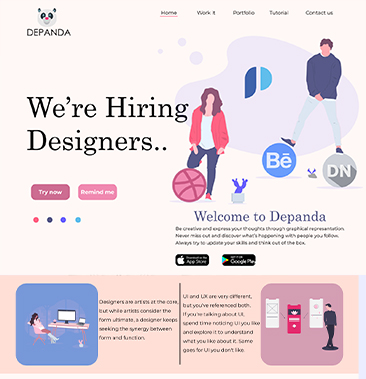 Home Work it Portfolio Tutorial Contact us
DEPANDA
We're Hiring
Designers..
Bē
DN
Try now Remind me
Welcome to Depanda
Be creative and express your thoughts through graphical representation.
Never miss out and discover what's happening with people you follow.
Always try to update your skills and think out of the box.
App Store
Google Play
Designers are artists at the core,
but while artists consider the
form ultimate, a designer keeps
seeking the synergy between
form and function.
UI and UX are very different,
but you've referenced both.
If you're talking about UI,
spend time noticing UI you like
and explore it to understand
what you like about it. Same
goes for UI you don't like.